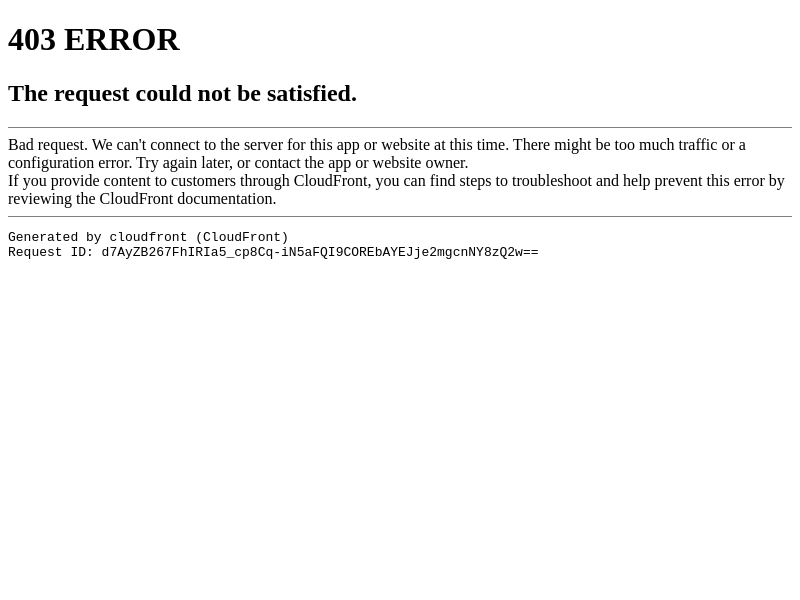 403 ERROR
The request could not be satisfied.
Bad request. We can't connect to the server for this app or website at this time. There might be too much traffic or a
configuration error. Try again later, or contact the app or website owner.
If you provide content to customers through CloudFront, you can find steps to troubleshoot and help prevent this error by
reviewing the CloudFront documentation.
Generated by cloudfront (CloudFront)
Request ID: d7AyZB267FhIRIa5_cp8Cq-iN5aFQI9COREbAYEJje2mgcnNY8zQ2w==